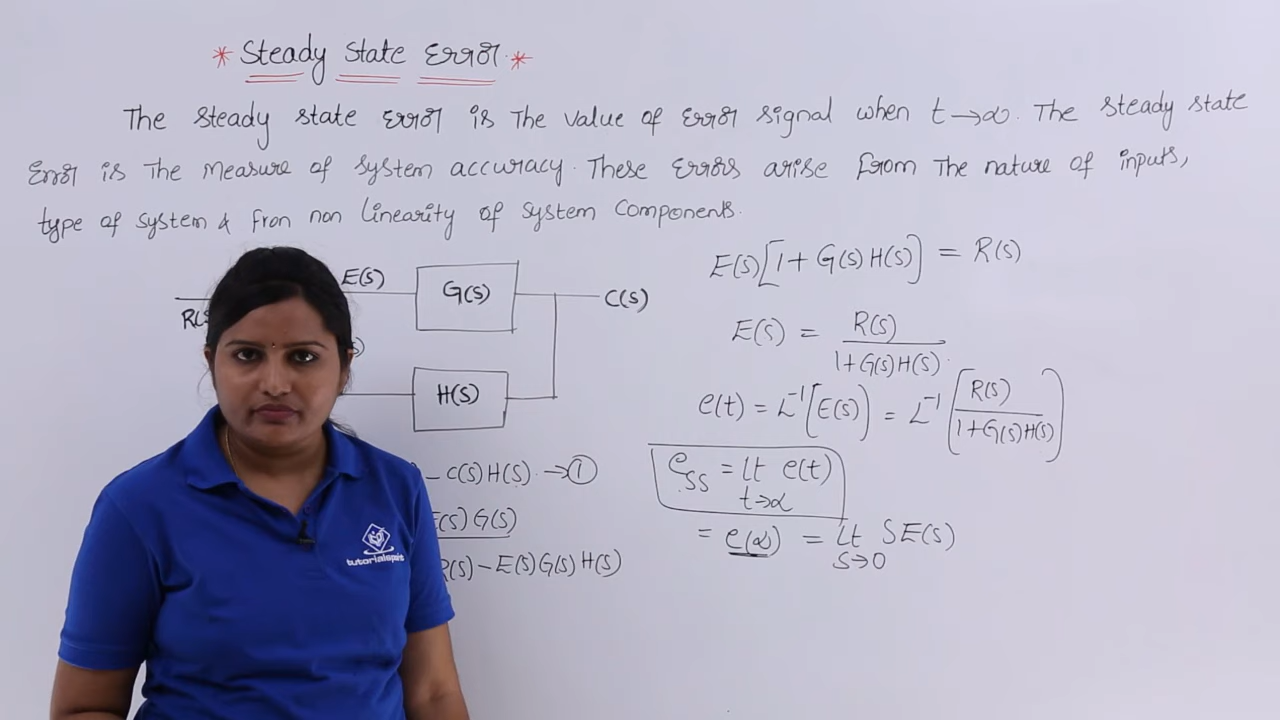 * Steady State Error *
The steady state Error is The value of Error signal when t→∝. The steady state
Error is The Measure of system accuracy. These Errors arise from The nature of inputs,
type of system & fron non linearity of system components.
E(S)
G(S)
C(S)
R(S
S)
H(S)
- C(S)H(S) → ①
E(S)G(S)
R(S) - E(S)G(S)H(S)
E(S)[1+G(S)H(S)] = R(S)
E(S) = R(S) / 1+G(S)H(S).
e(t) = L⁻¹[E(S)] = L⁻¹[R(S) / 1+G(S)H(S)]
e_ss = Lt t→∝ e(t)
= e(∝) = Lt S→0 SE(S)
tutorialspoint